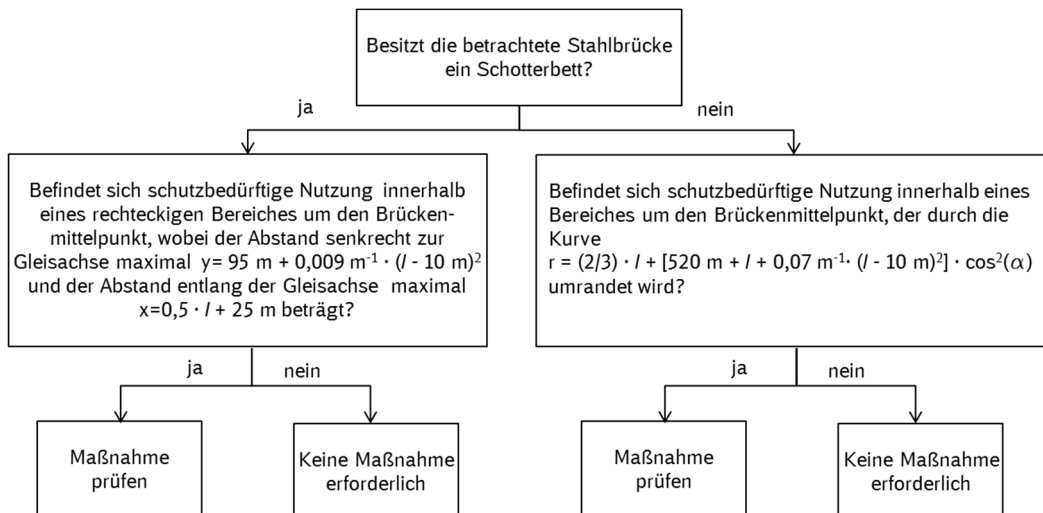 Besitzt die betrachtete Stahlbrücke
ein Schotterbett?
ja
nein
Befindet sich schutzbedürftige Nutzung innerhalb
eines rechteckigen Bereiches um den Brücken-
mittelpunkt, wobei der Abstand senkrecht zur
Gleisachse maximal y= 95 m + 0,009 m⁻¹ · (l - 10 m)²
und der Abstand entlang der Gleisachse maximal
x=0,5 · l + 25 m beträgt?
Befindet sich schutzbedürftige Nutzung innerhalb eines
Bereiches um den Brückenmittelpunkt, der durch die
Kurve
r = (2/3) · l + [520 m + l + 0,07 m⁻¹· (l - 10 m)²] · cos²(α)
umrandet wird?
ja
nein
ja
nein
Maßnahme
prüfen
Keine Maßnahme
erforderlich
Maßnahme
prüfen
Keine Maßnahme
erforderlich